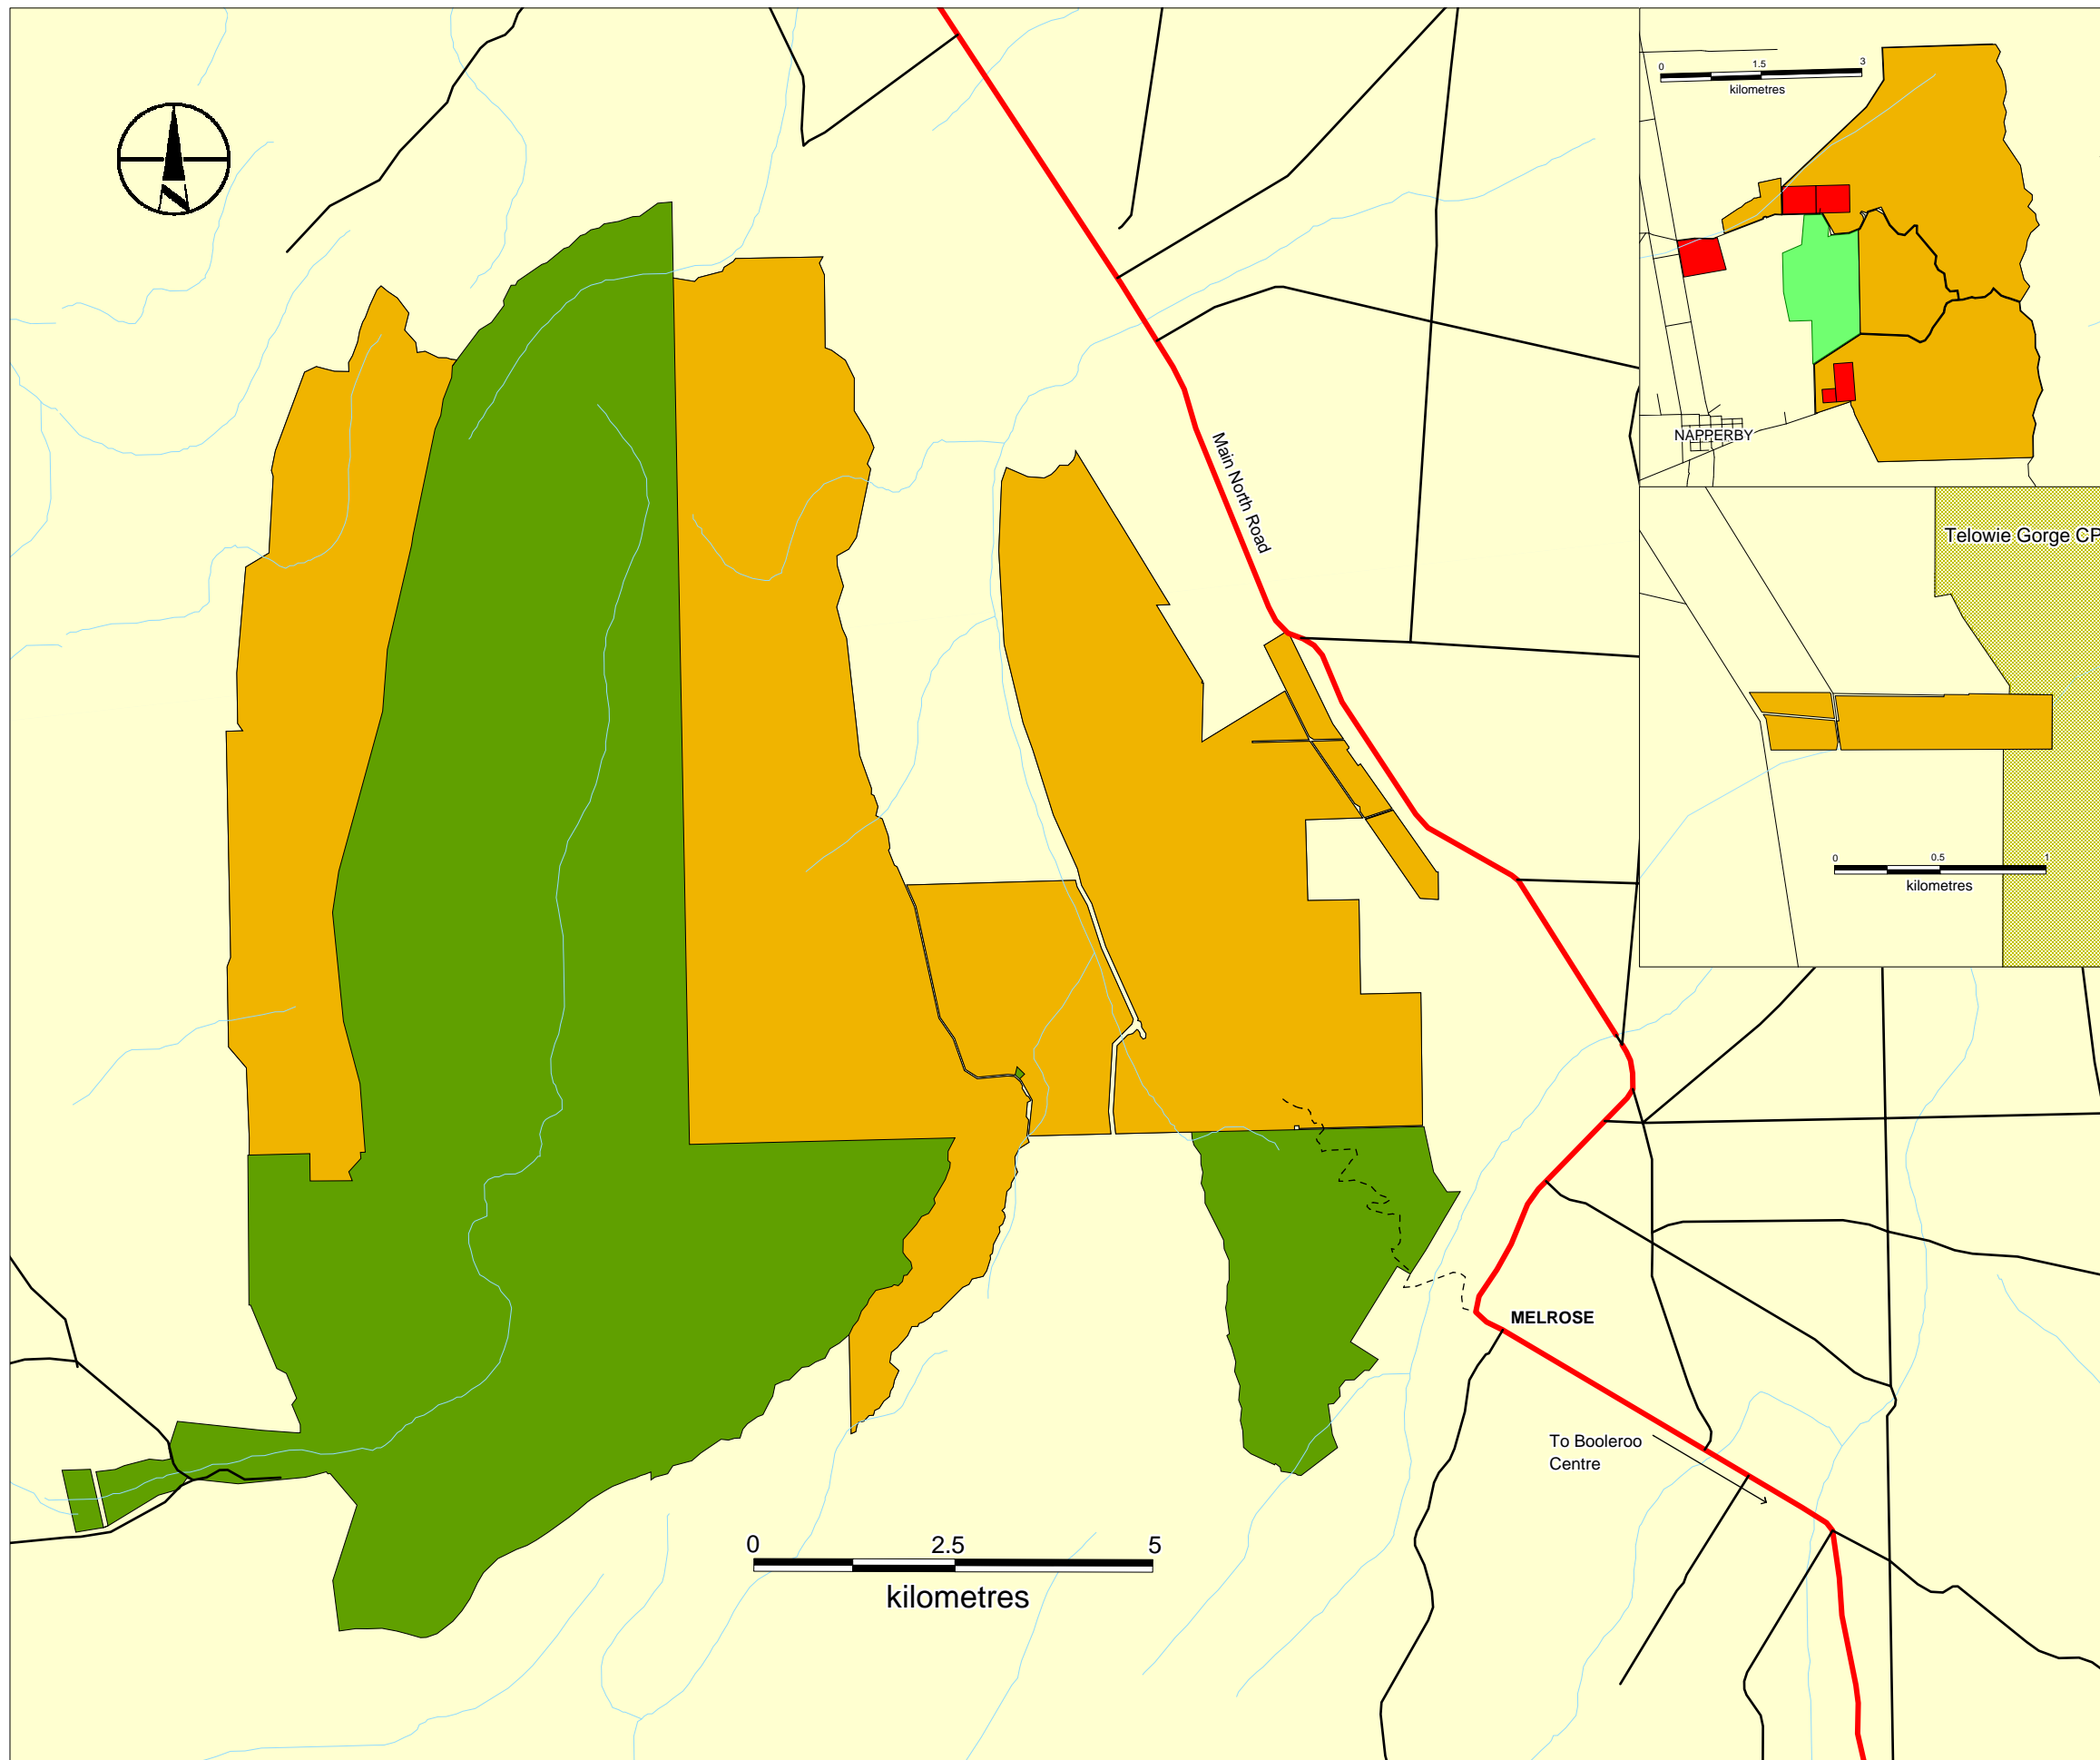 N
0 1.5 3
kilometres
NAPPERBY
Telowie Gorge CP
0 0.5 1
kilometres
Main North Road
MELROSE
To Booleroo
Centre
0 2.5 5
kilometres